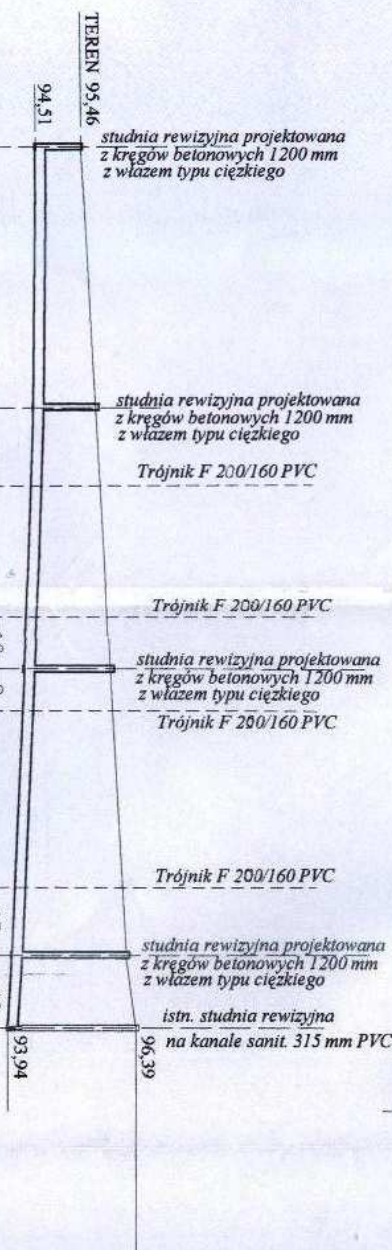 TEREN 95,46
94,51
studnia rewizyjna projektowana
z kręgów betonowych 1200 mm
z włazem typu ciężkiego
studnia rewizyjna projektowana
z kręgów betonowych 1200 mm
z włazem typu ciężkiego
Trójnik F 200/160 PVC
Trójnik F 200/160 PVC
studnia rewizyjna projektowana
z kręgów betonowych 1200 mm
z włazem typu ciężkiego
Trójnik F 200/160 PVC
Trójnik F 200/160 PVC
studnia rewizyjna projektowana
z kręgów betonowych 1200 mm
z włazem typu ciężkiego
istn. studnia rewizyjna
na kanale sanit. 315 mm PVC
96,39
93,94